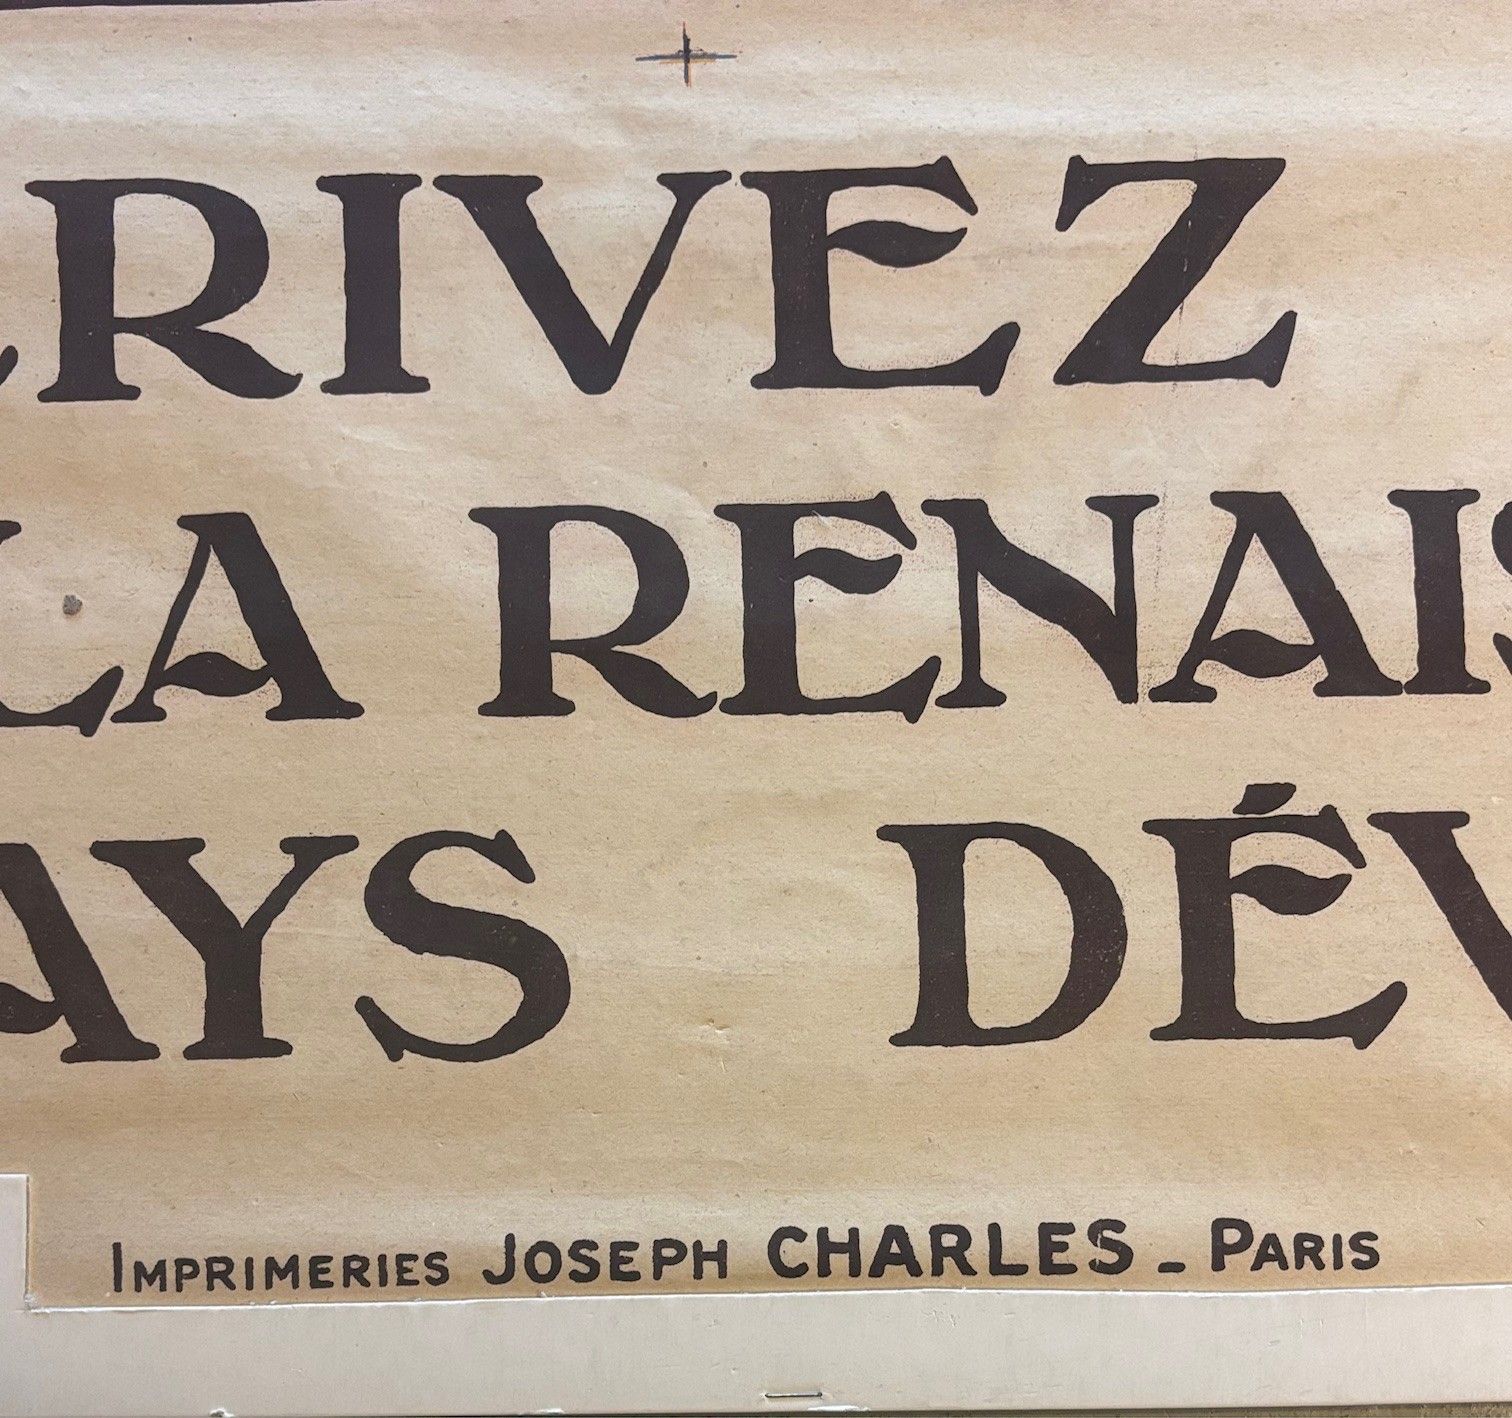 RIVEZ
LA RENAIS
AYS DÉV
IMPRIMERIES JOSEPH CHARLES _ PARIS